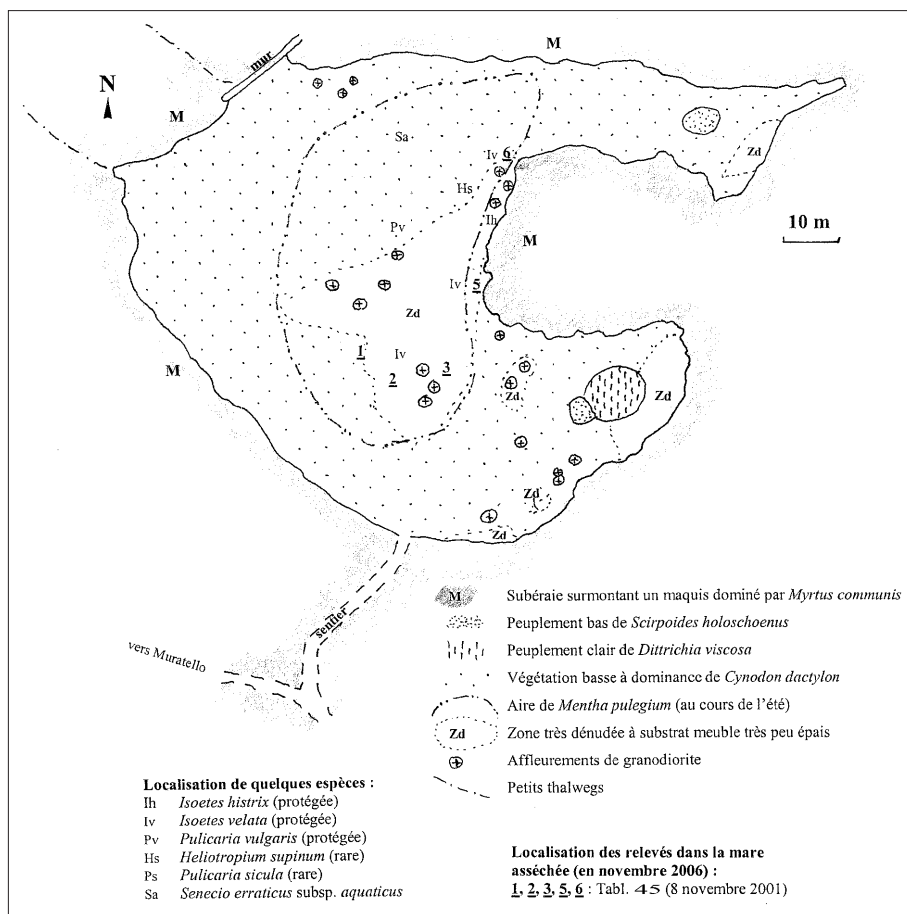 M
mur
N
M
Sa
Iv 6
Zd
Hs
Ih
M
10 m
Pv
Iv 5
Zd
M
1
Iv
2
3
Zd
Zd
Zd
Zd
sentier
vers Muratello
M Subéraie surmontant un maquis dominé par Myrtus communis
Peuplement bas de Scirpoides holoschoenus
Peuplement clair de Dittrichia viscosa
Végétation basse à dominance de Cynodon dactylon
Aire de Mentha pulegium (au cours de l'été)
Zd Zone très dénudée à substrat meuble très peu épais
Affleurements de granodiorite
Petits thalwegs
Localisation de quelques espèces :
Ih Isoetes histrix (protégée)
Iv Isoetes velata (protégée)
Pv Pulicaria vulgaris (protégée)
Hs Heliotropium supinum (rare)
Ps Pulicaria sicula (rare)
Sa Senecio erraticus subsp. aquaticus
Localisation des relevés dans la mare
asséchée (en novembre 2006) :
1, 2, 3, 5, 6 : Tabl. 45 (8 novembre 2001)